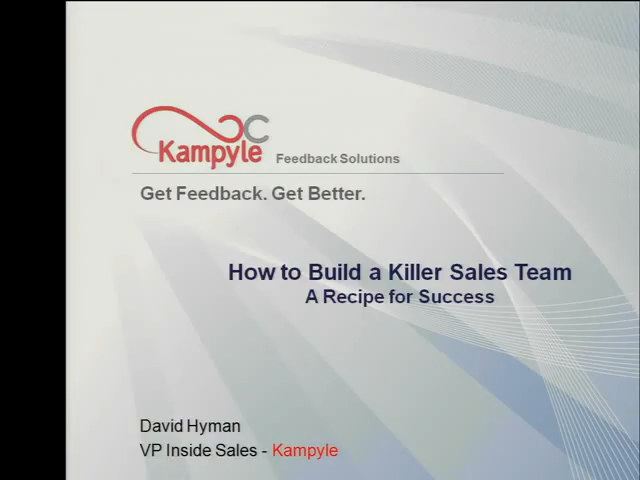 Kampyle Feedback Solutions
Get Feedback. Get Better.
How to Build a Killer Sales Team
A Recipe for Success
David Hyman
VP Inside Sales - Kampyle